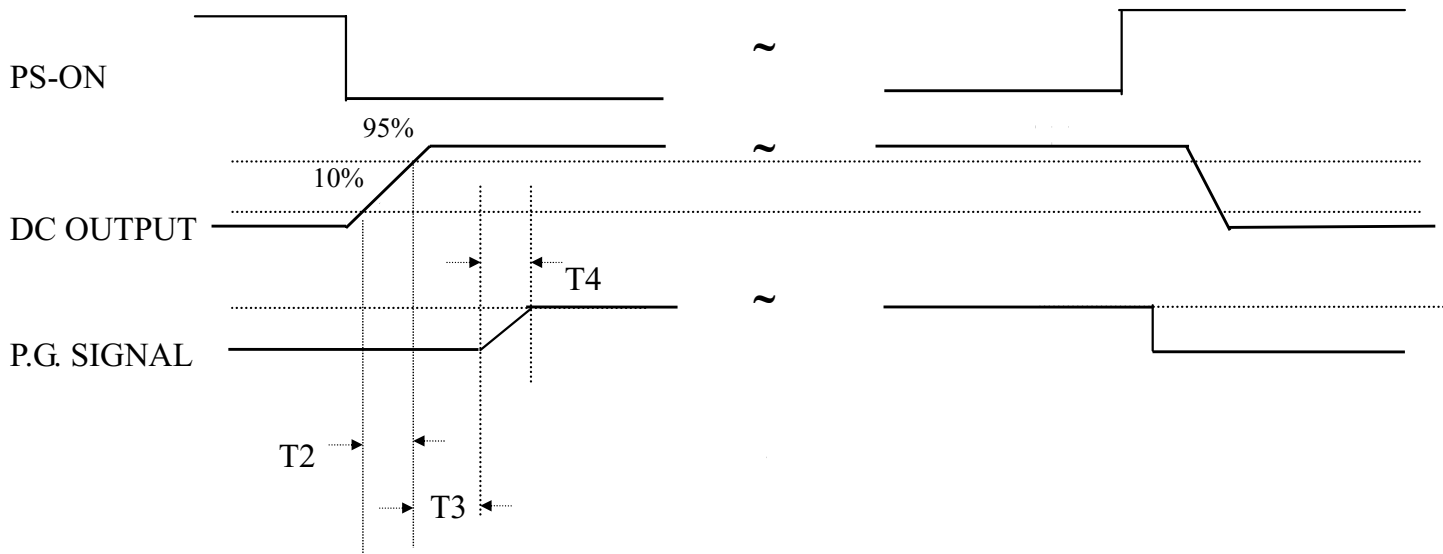 ~
PS-ON
95%
~
10%
DC OUTPUT
T4
~
P.G. SIGNAL
T2
T3